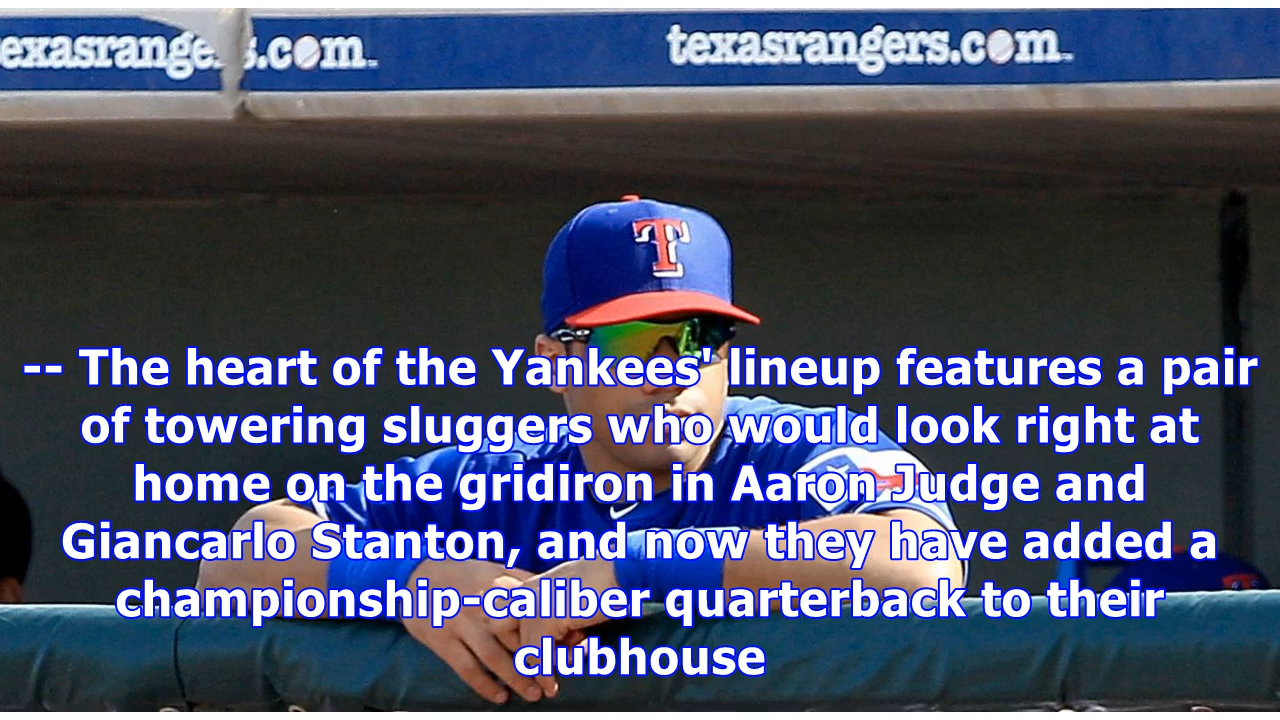 exasrange s.com texasrangers.com
T
-- The heart of the Yankees' lineup features a pair
of towering sluggers who would look right at
home on the gridiron in Aaron Judge and
Giancarlo Stanton, and now they have added a
championship-caliber quarterback to their
clubhouse